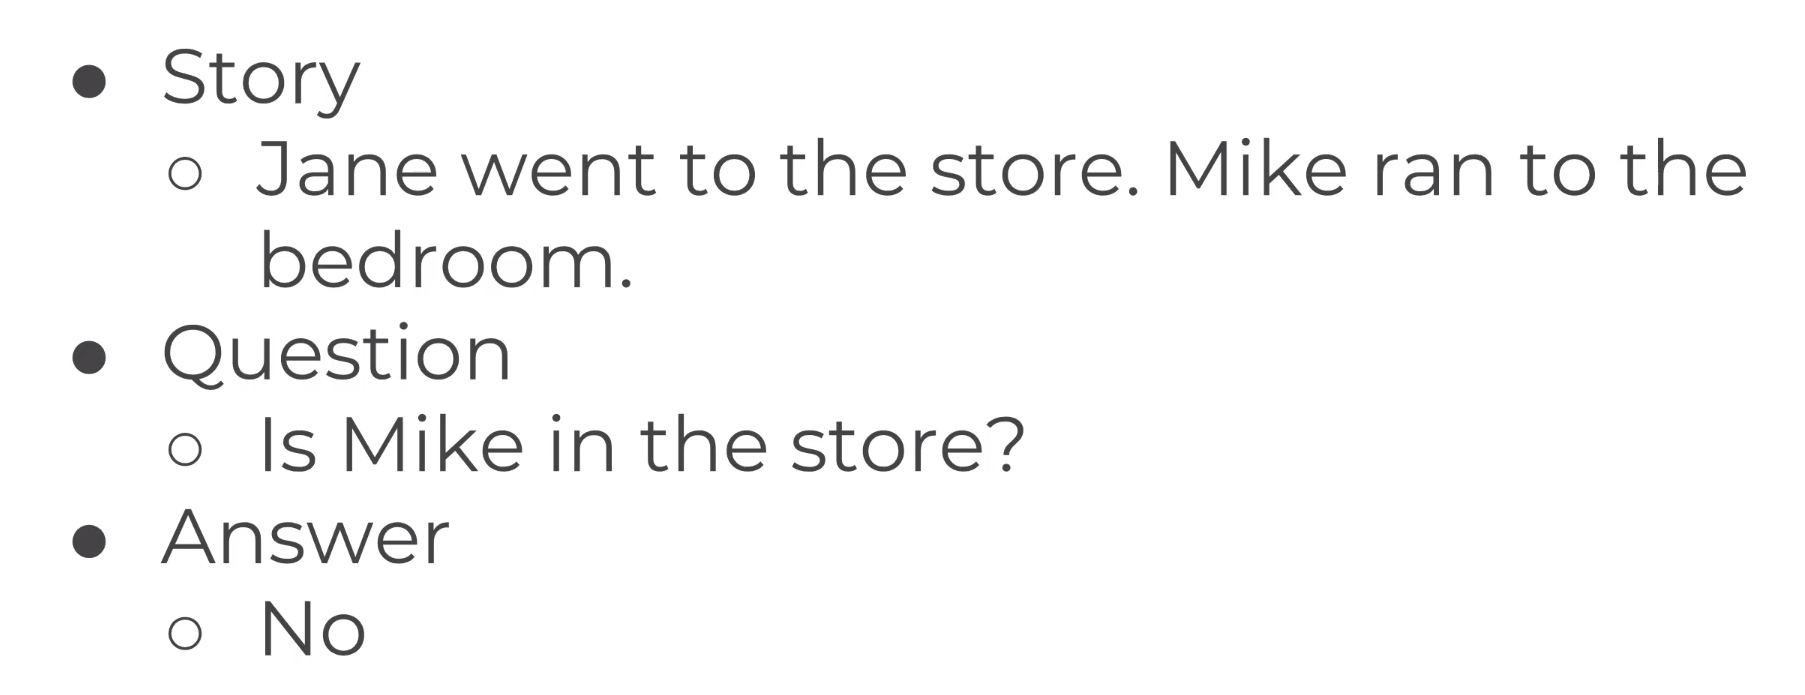 ● Story
○ Jane went to the store. Mike ran to the
bedroom.
● Question
○ Is Mike in the store?
● Answer
○ No